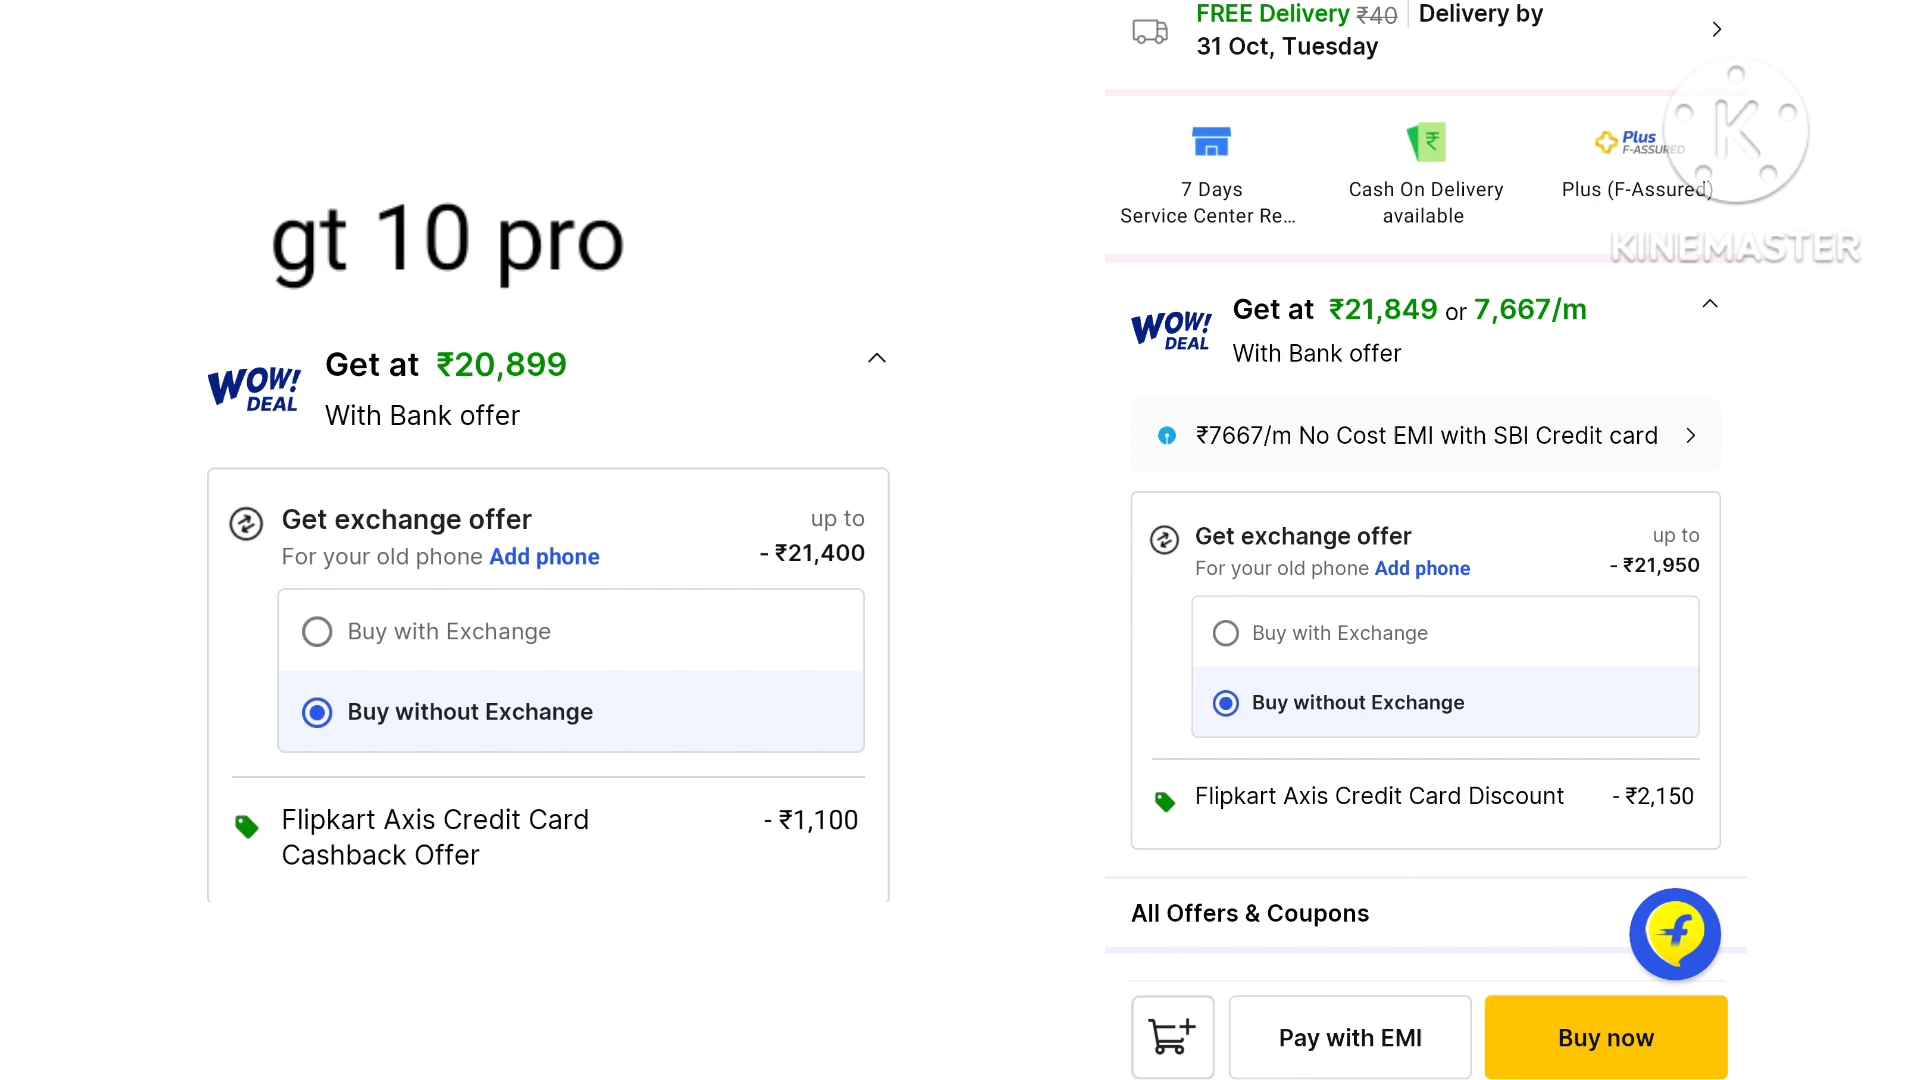 gt 10 pro
WOW! DEAL
Get at ₹20,899
With Bank offer
Get exchange offer
up to
For your old phone Add phone
- ₹21,400
Buy with Exchange
Buy without Exchange
Flipkart Axis Credit Card
- ₹1,100
Cashback Offer
FREE Delivery ₹40 Delivery by
31 Oct, Tuesday
₹
Plus
F-ASSURED
7 Days
Service Center Re...
Cash On Delivery
available
Plus (F-Assured)
K
KINEMASTER
WOW! DEAL
Get at ₹21,849 or 7,667/m
With Bank offer
₹7667/m No Cost EMI with SBI Credit card
Get exchange offer
up to
For your old phone Add phone
- ₹21,950
Buy with Exchange
Buy without Exchange
Flipkart Axis Credit Card Discount
- ₹2,150
All Offers & Coupons
f
Pay with EMI
Buy now